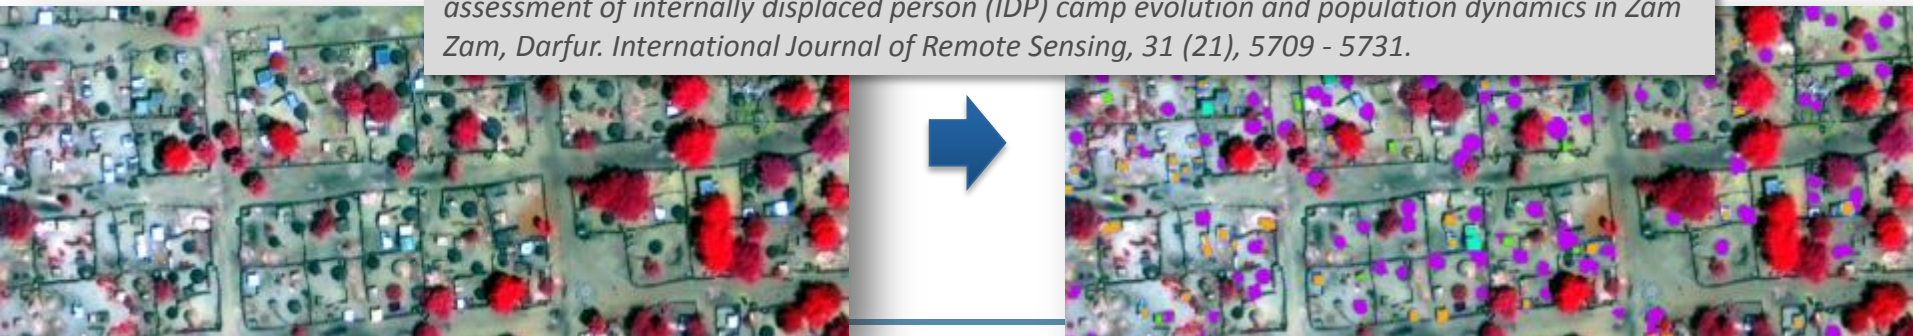 assessment of internally displaced person (IDP) camp evolution and population dynamics in Zam
Zam, Darfur. International Journal of Remote Sensing, 31 (21), 5709 - 5731.